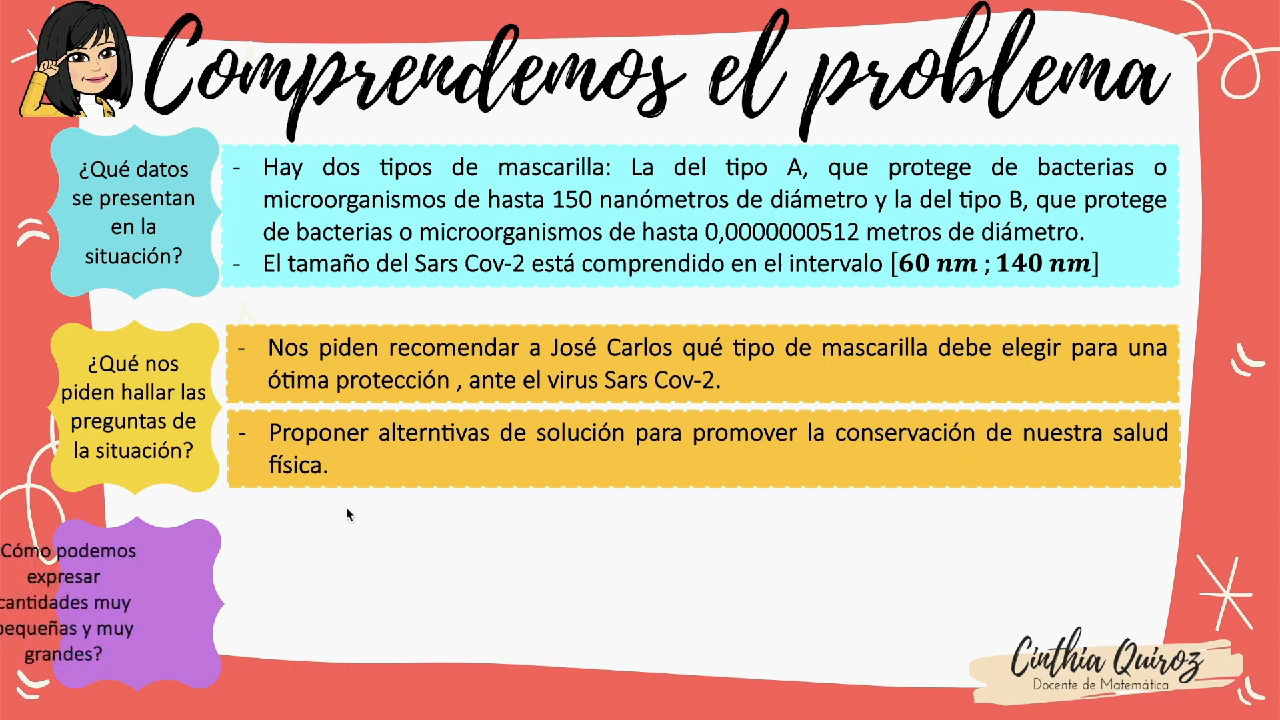 Comprendemos el problema
¿Qué datos
se presentan
en la
situación?
- Hay dos tipos de mascarilla: La del tipo A, que protege de bacterias o
microorganismos de hasta 150 nanómetros de diámetro y la del tipo B, que protege
de bacterias o microorganismos de hasta 0,0000000512 metros de diámetro.
- El tamaño del Sars Cov-2 está comprendido en el intervalo [60 nm ; 140 nm]
¿Qué nos
piden hallar las
preguntas de
la situación?
- Nos piden recomendar a José Carlos qué tipo de mascarilla debe elegir para una
ótima protección , ante el virus Sars Cov-2.
- Proponer alterntivas de solución para promover la conservación de nuestra salud
física.
Cómo podemos
expresar
cantidades muy
pequeñas y muy
grandes?
Cinthia Quiroz
Docente de Matemática